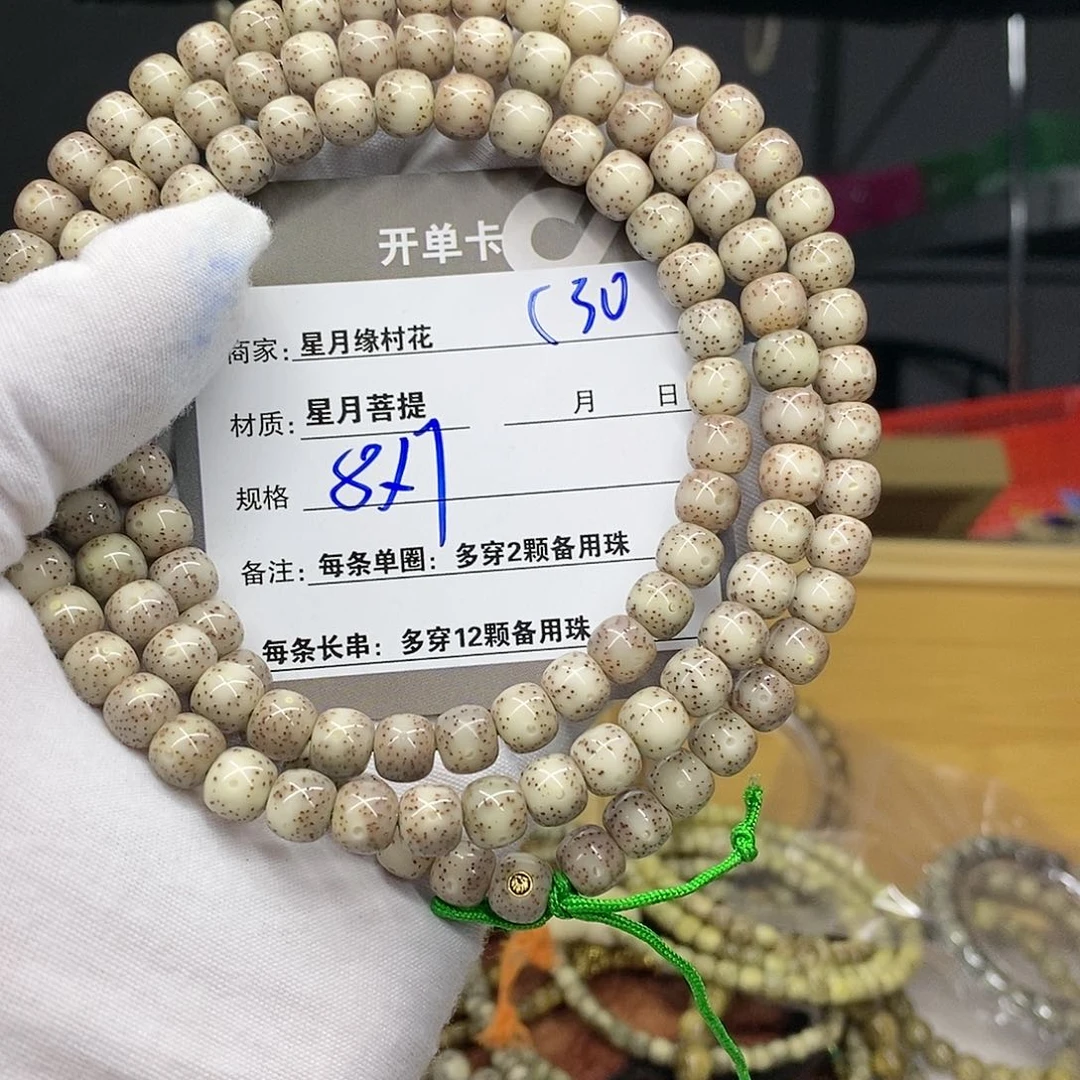 开单卡
C30
商家: 星月缘村花
材质: 星月菩提 月 日
规格 8×7
备注: 每条单圈: 多穿2颗备用珠
每条长串: 多穿12颗备用珠